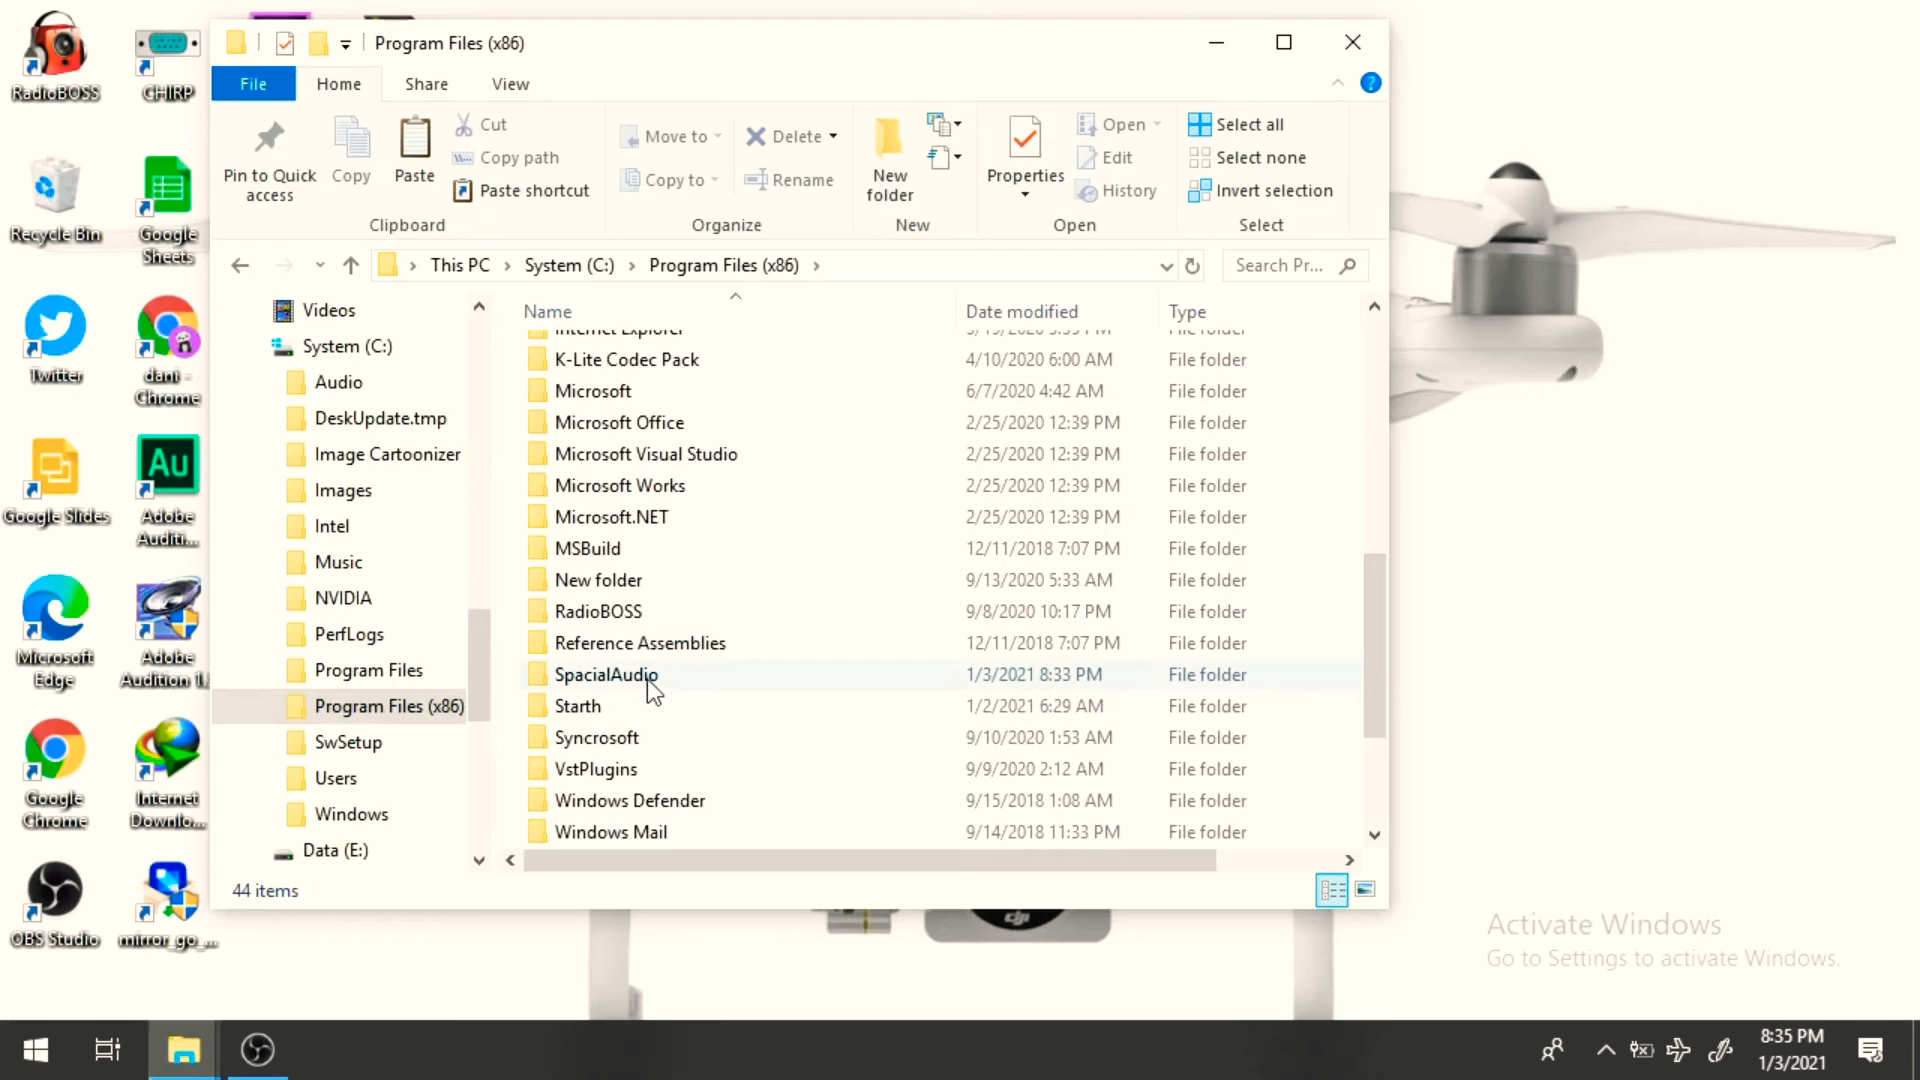 RadioBOSS
CHIRP
Recycle Bin
Google
Sheets
Twitter
dani -
Chrome
Google Slides
Au
Adobe
Auditi...
Microsoft
Edge
Adobe
Audition 1.
Google
Chrome
Internet
Downlo...
OBS Studio
mirror_go_...
Program Files (x86)
File
Home
Share
View
?
Pin to Quick
access
Copy
Paste
Cut
Copy path
Paste shortcut
Clipboard
Move to
Copy to
Delete
Rename
Organize
New
folder
New
Properties
Open
Edit
History
Open
Select all
Select none
Invert selection
Select
This PC > System (C:) > Program Files (x86) >
Search Pr...
Videos
System (C:)
Audio
DeskUpdate.tmp
Image Cartoonizer
Images
Intel
Music
NVIDIA
PerfLogs
Program Files
Program Files (x86)
SwSetup
Users
Windows
Data (E:)
Name Date modified Type
Internet Explorer File folder
K-Lite Codec Pack 4/10/2020 6:00 AM File folder
Microsoft 6/7/2020 4:42 AM File folder
Microsoft Office 2/25/2020 12:39 PM File folder
Microsoft Visual Studio 2/25/2020 12:39 PM File folder
Microsoft Works 2/25/2020 12:39 PM File folder
Microsoft.NET 2/25/2020 12:39 PM File folder
MSBuild 12/11/2018 7:07 PM File folder
New folder 9/13/2020 5:33 AM File folder
RadioBOSS 9/8/2020 10:17 PM File folder
Reference Assemblies 12/11/2018 7:07 PM File folder
SpacialAudio 1/3/2021 8:33 PM File folder
Starth 1/2/2021 6:29 AM File folder
Syncrosoft 9/10/2020 1:53 AM File folder
VstPlugins 9/9/2020 2:12 AM File folder
Windows Defender 9/15/2018 1:08 AM File folder
Windows Mail 9/14/2018 11:33 PM File folder
44 items
dji
Activate Windows
Go to Settings to activate Windows.
8:35 PM
1/3/2021